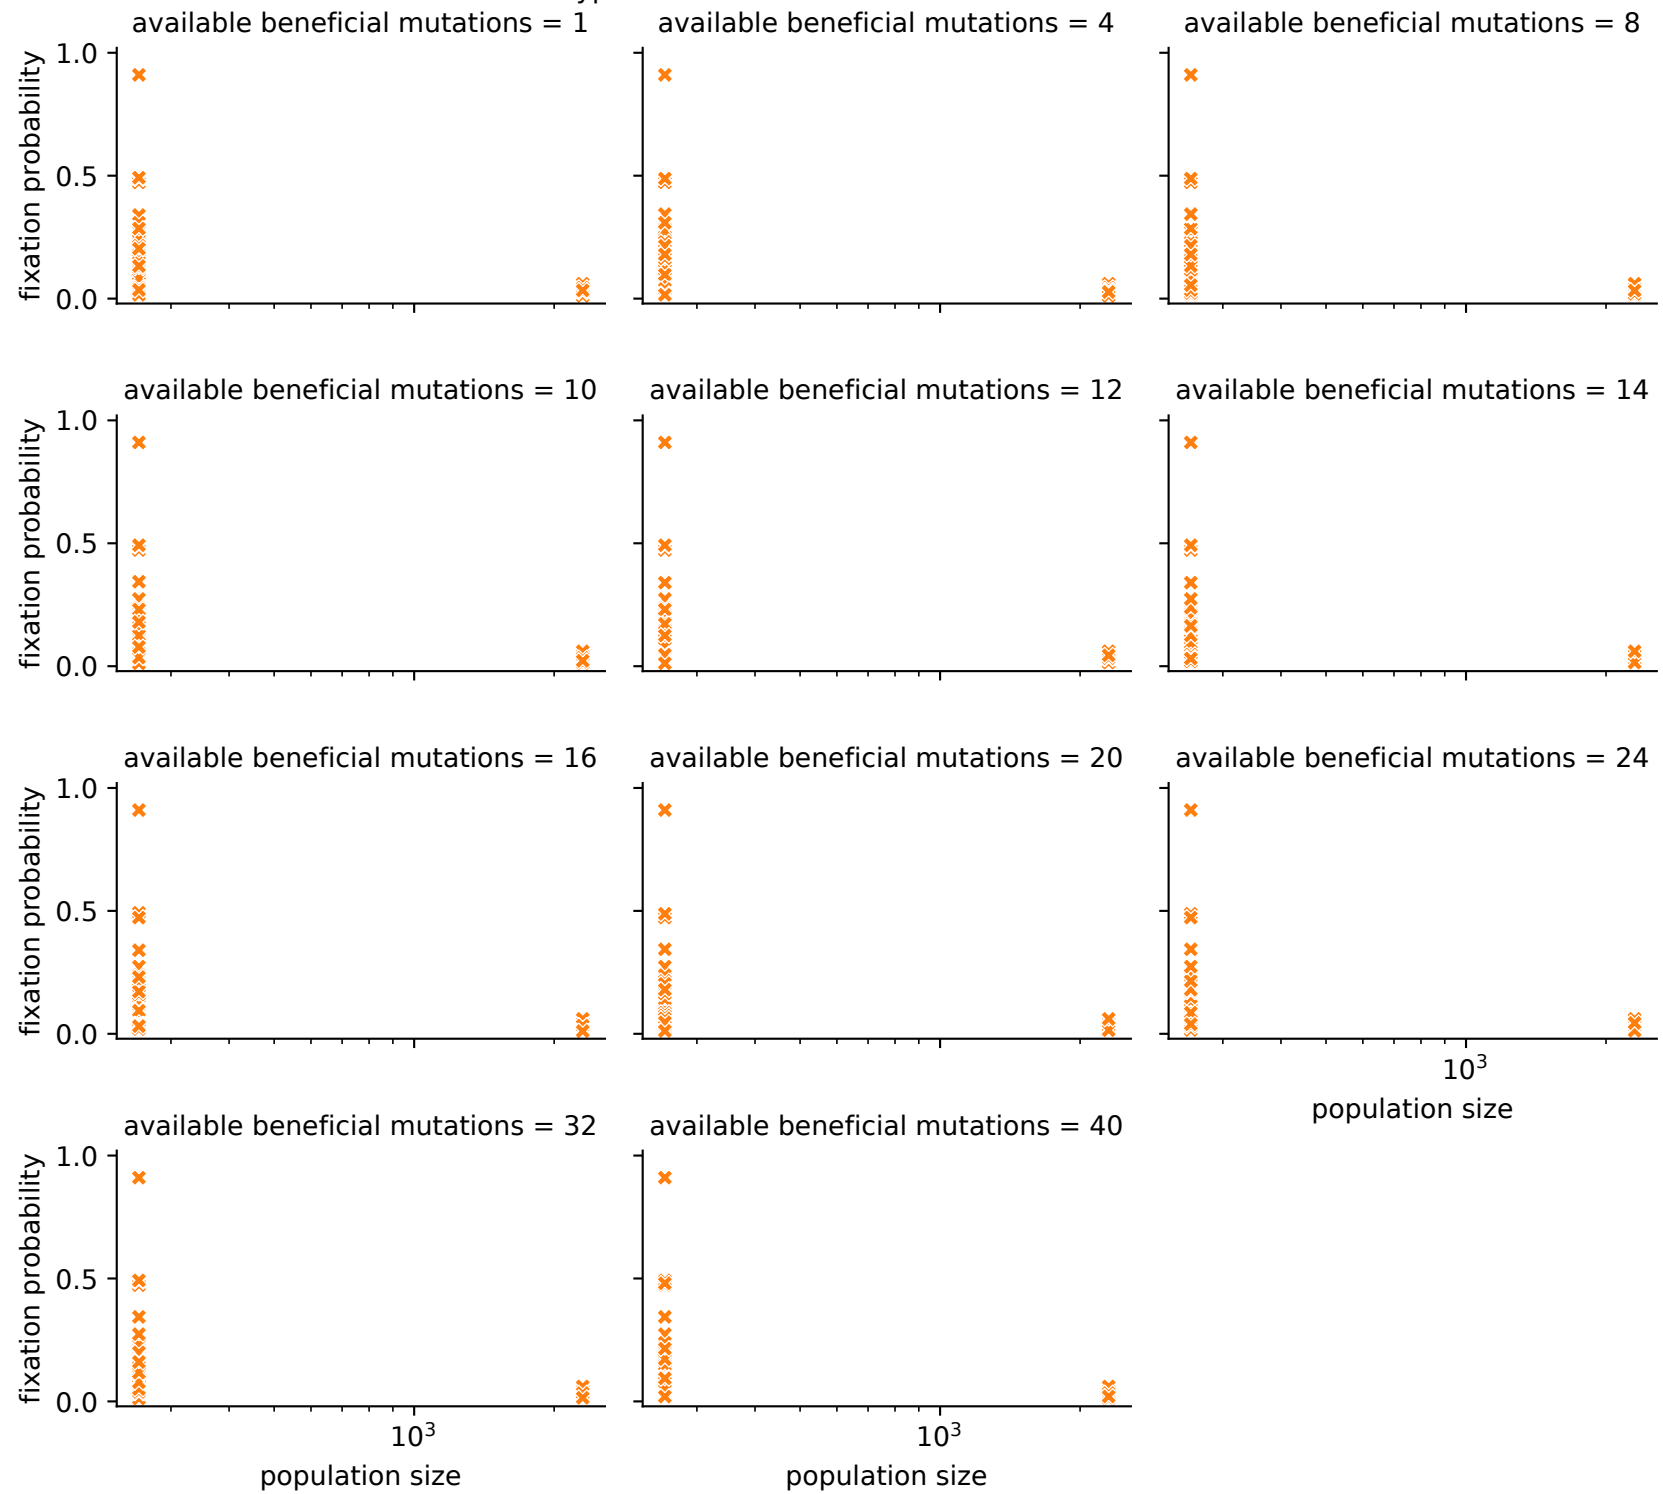 available beneficial mutations = 1
available beneficial mutations = 4
available beneficial mutations = 8
fixation probability
1.0
0.5
0.0
available beneficial mutations = 10
available beneficial mutations = 12
available beneficial mutations = 14
fixation probability
1.0
0.5
0.0
available beneficial mutations = 16
available beneficial mutations = 20
available beneficial mutations = 24
fixation probability
1.0
0.5
0.0
10³
population size
available beneficial mutations = 32
available beneficial mutations = 40
fixation probability
1.0
0.5
0.0
10³
10³
population size
population size